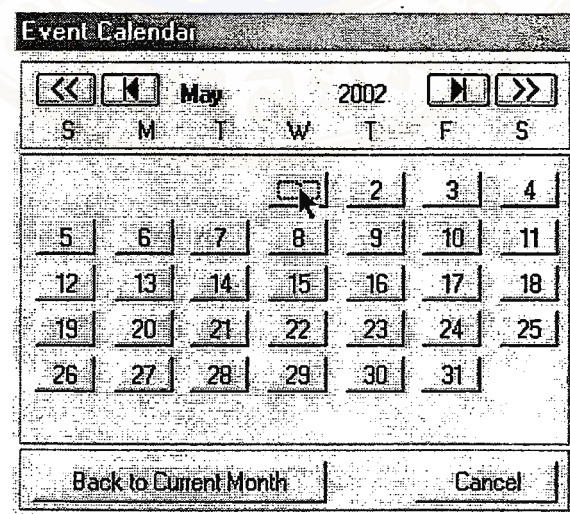 Event Calendar
<< May 2002 >>
S M T W T F S
2 3 4
5 6 7 8 9 10 11
12 13 14 15 16 17 18
19 20 21 22 23 24 25
26 27 28 29 30 31
Back to Current Month Cancel